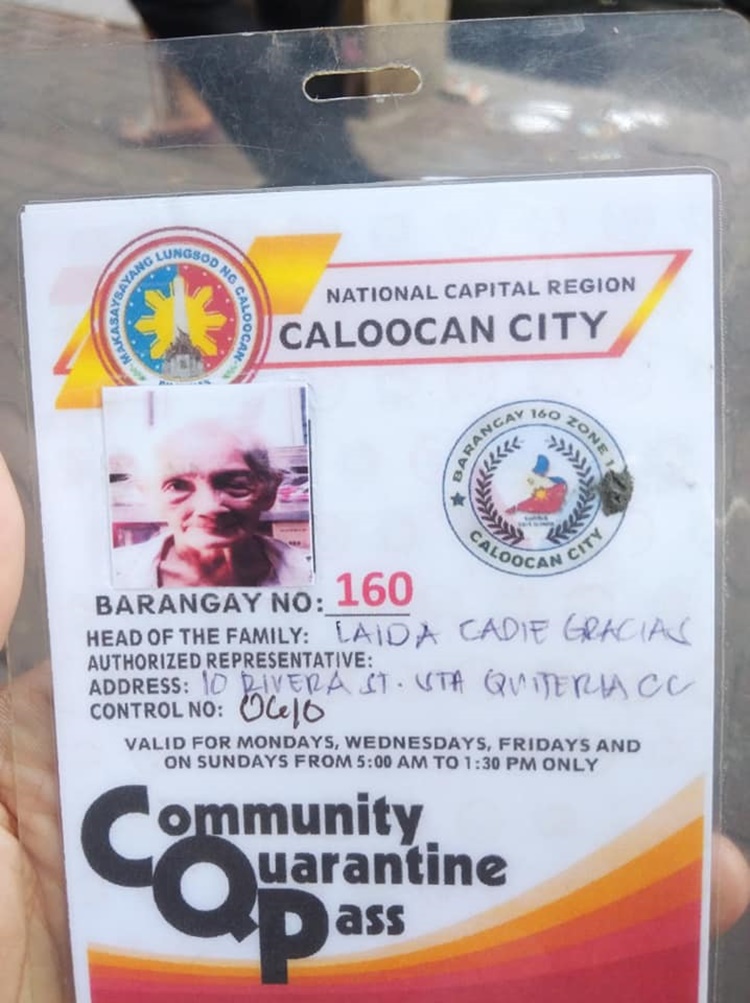 MAKASAYSAYANG LUNGSOD NG CALOOCAN
NATIONAL CAPITAL REGION
CALOOCAN CITY
BARANGAY 160 ZONE 1
CALOOCAN CITY
BARANGAY NO: 160
HEAD OF THE FAMILY: LAIDA CADIE GRACIAS
AUTHORIZED REPRESENTATIVE:
ADDRESS: 10 RIVERA ST. STA QUITERIA CC
CONTROL NO:
VALID FOR MONDAYS, WEDNESDAYS, FRIDAYS AND
ON SUNDAYS FROM 5:00 AM TO 1:30 PM ONLY
Community
Quarantine
Pass